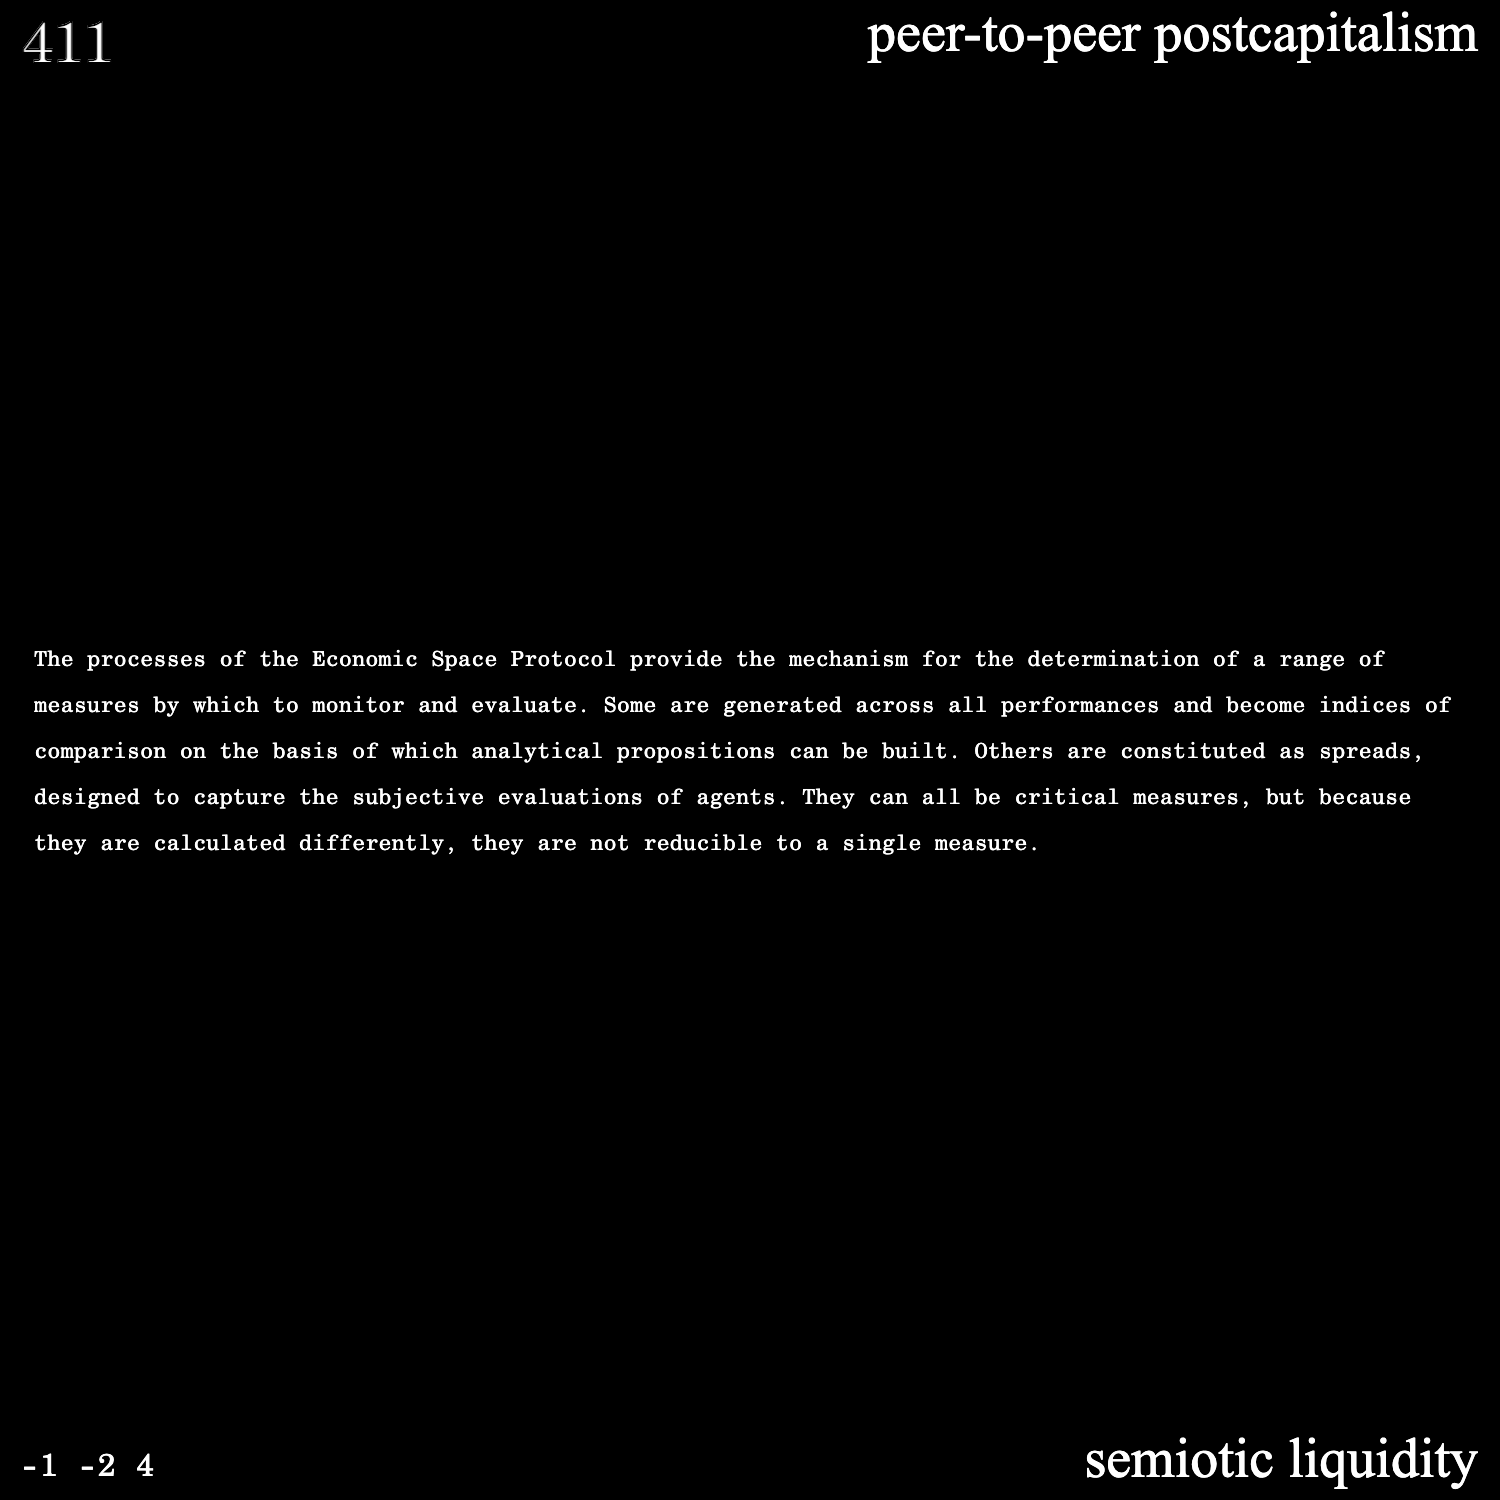 411
peer-to-peer postcapitalism
The processes of the Economic Space Protocol provide the mechanism for the determination of a range of
measures by which to monitor and evaluate. Some are generated across all performances and become indices of
comparison on the basis of which analytical propositions can be built. Others are constituted as spreads,
designed to capture the subjective evaluations of agents. They can all be critical measures, but because
they are calculated differently, they are not reducible to a single measure.
-1 -2 4
semiotic liquidity